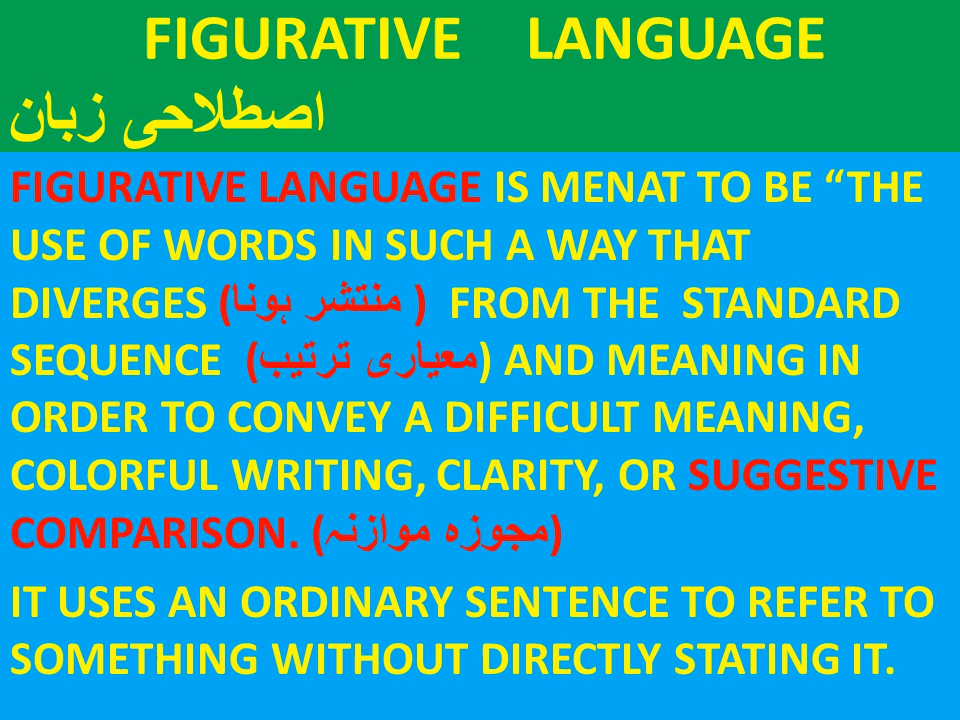 FIGURATIVE LANGUAGE
اصطلاحی زبان
FIGURATIVE LANGUAGE IS MENAT TO BE “THE
USE OF WORDS IN SUCH A WAY THAT
DIVERGES (منتشر ہونا ) FROM THE STANDARD
SEQUENCE (معیاری ترتیب) AND MEANING IN
ORDER TO CONVEY A DIFFICULT MEANING,
COLORFUL WRITING, CLARITY, OR SUGGESTIVE
COMPARISON. (مجوزہ موازنہ)
IT USES AN ORDINARY SENTENCE TO REFER TO
SOMETHING WITHOUT DIRECTLY STATING IT.